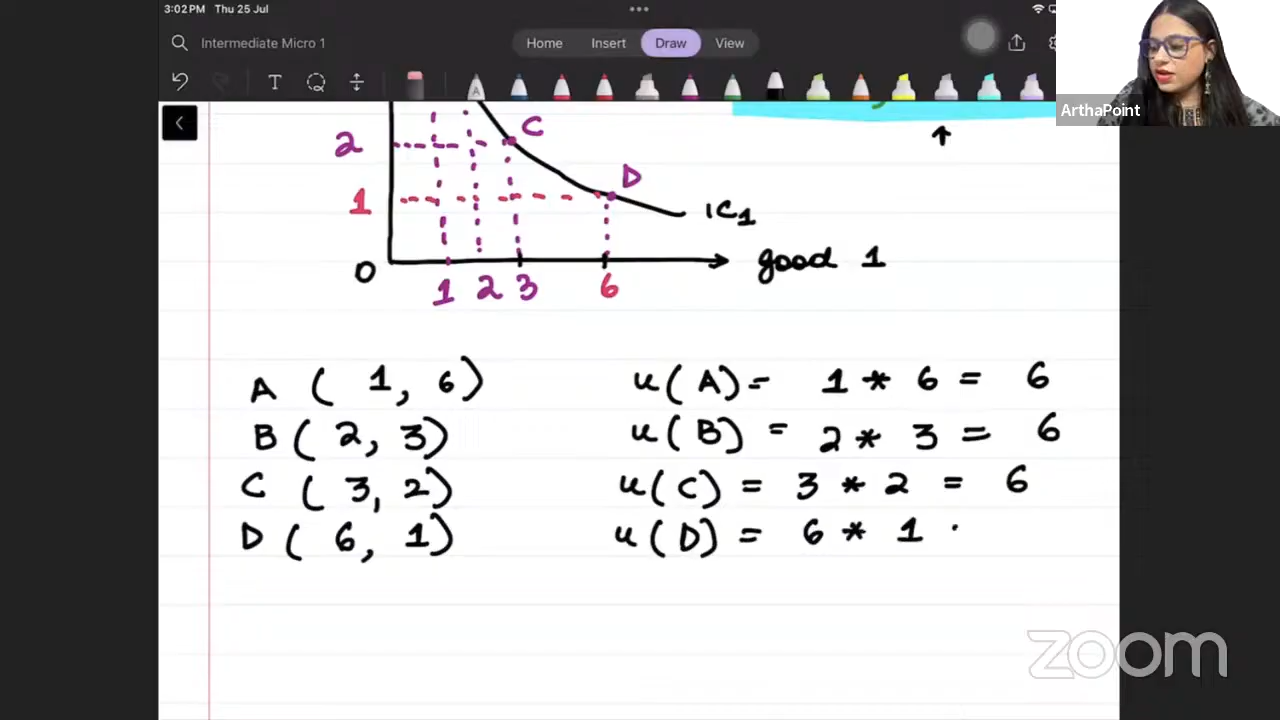 3:02 PM Thu 25 Jul
Intermediate Micro 1
Home Insert Draw View
T
A
ArthaPoint
2 C
1 D
IC1
0
1 2 3 6
good 1
A ( 1, 6) u(A) = 1 * 6 = 6
B ( 2, 3) u(B) = 2 * 3 = 6
C ( 3, 2) u(C) = 3 * 2 = 6
D ( 6, 1) u(D) = 6 * 1
zoom